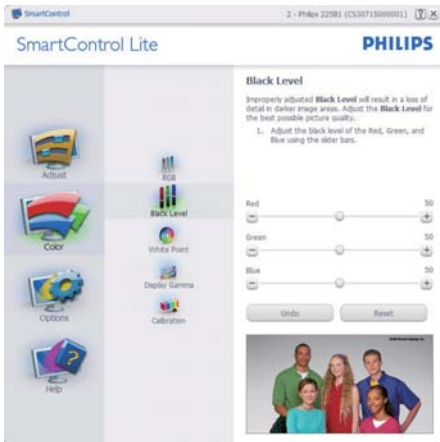 SmartControl
2 - Philips 225B1 (CS30715000001)
SmartControl Lite
PHILIPS
Adjust
Color
Options
Help
RGB
Black Level
White Point
Display Gamma
Calibration
Black Level
Improperly adjusted Black Level will result in a loss of
detail in darker image areas. Adjust the Black Level for
the best possible picture quality.
1. Adjust the black level of the Red, Green, and
Blue using the slider bars.
Red 50
Green 50
Blue 50
Undo Reset